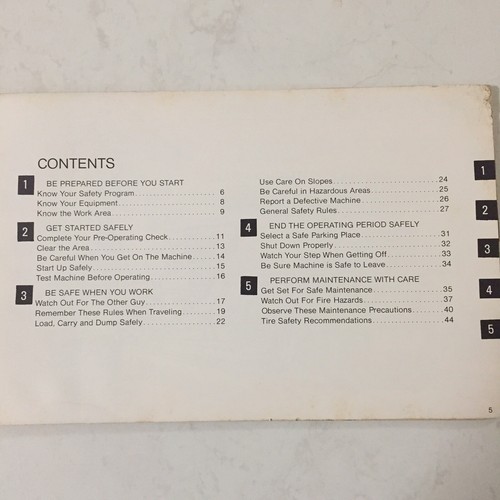 CONTENTS
1 BE PREPARED BEFORE YOU START
Know Your Safety Program .................... 6
Know Your Equipment ........................ 8
Know the Work Area ......................... 9
2 GET STARTED SAFELY
Complete Your Pre-Operating Check ............ 11
Clear the Area .............................. 13
Be Careful When You Get On The Machine ...... 14
Start Up Safely ............................. 15
Test Machine Before Operating ................ 16
3 BE SAFE WHEN YOU WORK
Watch Out For The Other Guy ................. 17
Remember These Rules When Traveling ......... 19
Load, Carry and Dump Safely ................. 22
Use Care On Slopes ......................... 24
Be Careful in Hazardous Areas ................ 25
Report a Defective Machine ................... 26
General Safety Rules ........................ 27
4 END THE OPERATING PERIOD SAFELY
Select a Safe Parking Place ................... 31
Shut Down Properly ......................... 32
Watch Your Step When Getting Off ............. 33
Be Sure Machine is Safe to Leave .............. 34
5 PERFORM MAINTENANCE WITH CARE
Get Set For Safe Maintenance ................. 35
Watch Out For Fire Hazards ................... 37
Observe These Maintenance Precautions ........ 40
Tire Safety Recommendations ................. 44
1
2
3
4
5
5